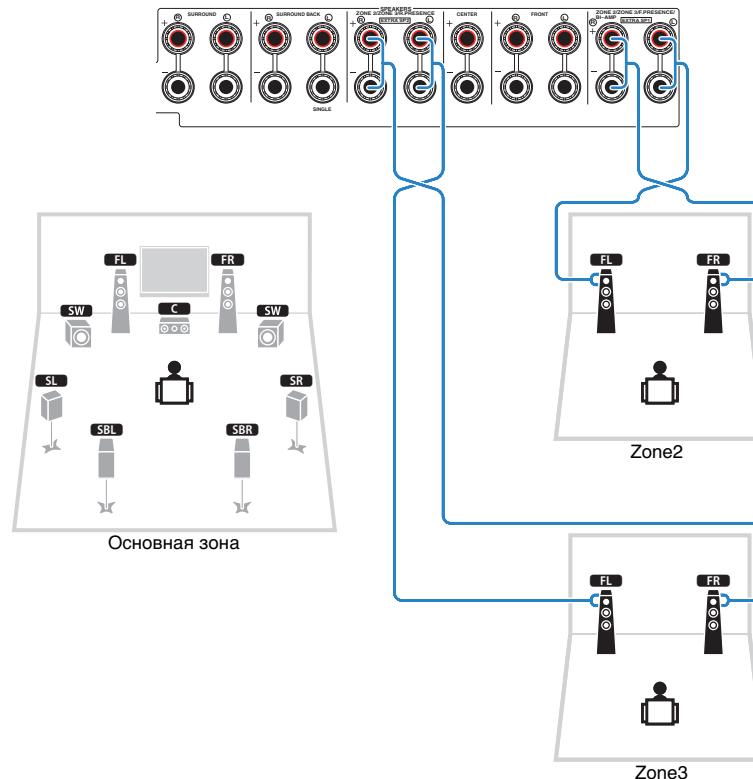 SPEAKERS
R SURROUND L
R SURROUND BACK L
ZONE 2/ZONE 3/R.PRESENCE
R EXTRA SP2 L
CENTER
R FRONT L
ZONE 2/ZONE 3/F.PRESENCE/
BI-AMP EXTRA SP1
R L
+ + + + + +
- - - - - -
SINGLE
FL FR
SW C SW
SL SR
SBL SBR
Основная зона
FL FR
Zone2
FL FR
Zone3